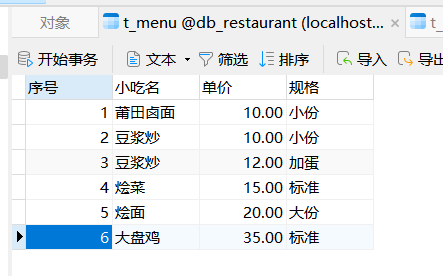 对象 t_menu @db_restaurant (localhost... × t_
开始事务 文本 筛选 排序 导入 导出
序号 小吃名 单价 规格
1 莆田卤面 10.00 小份
2 豆浆炒 10.00 小份
3 豆浆炒 12.00 加蛋
4 烩菜 15.00 标准
5 烩面 20.00 大份
6 大盘鸡 35.00 标准